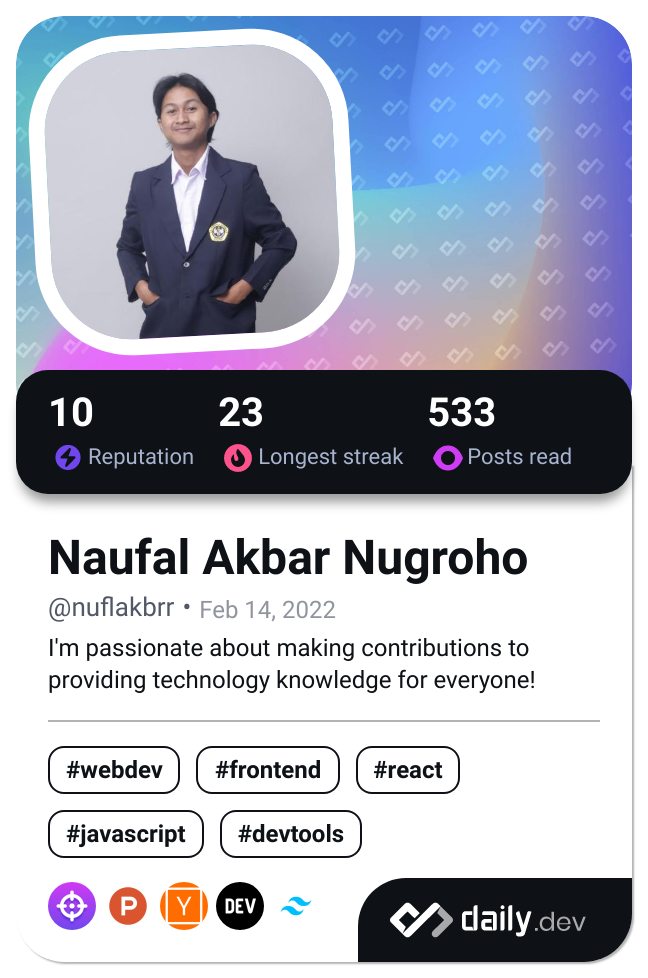 10 23 533
Reputation Longest streak Posts read
Naufal Akbar Nugroho
@nuflakbrr • Feb 14, 2022
I'm passionate about making contributions to
providing technology knowledge for everyone!
#webdev #frontend #react
#javascript #devtools
P Y DEV
daily.dev